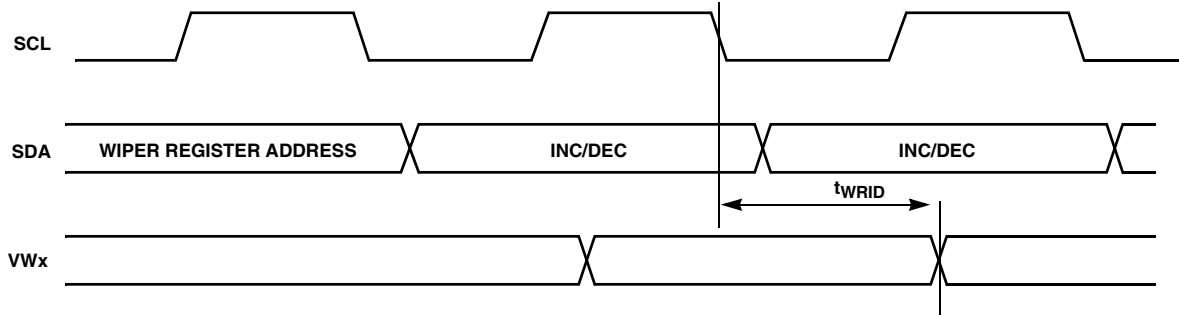 SCL
SDA WIPER REGISTER ADDRESS INC/DEC INC/DEC
tWRID
VWx